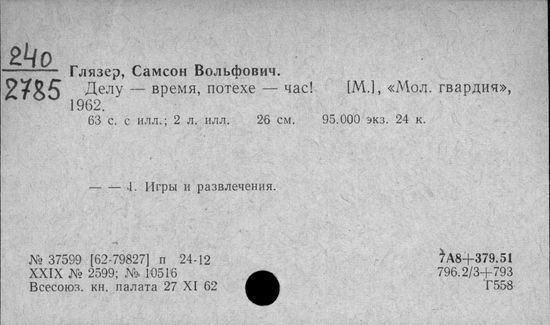 240
2785
Глязер, Самсон Вольфович.
Делу — время, потехе — час! [М.], «Мол. гвардия»,
1962.
63 с. с илл.; 2 л. илл. 26 см. 95.000 экз. 24 к.
— — 1. Игры и развлечения.
№ 37599 [62-79827] п 24-12
XXIX № 2599; № 10516
Всесоюз. кн. палата 27 XI 62
7А8+379.51
796.2/3+793
Г558